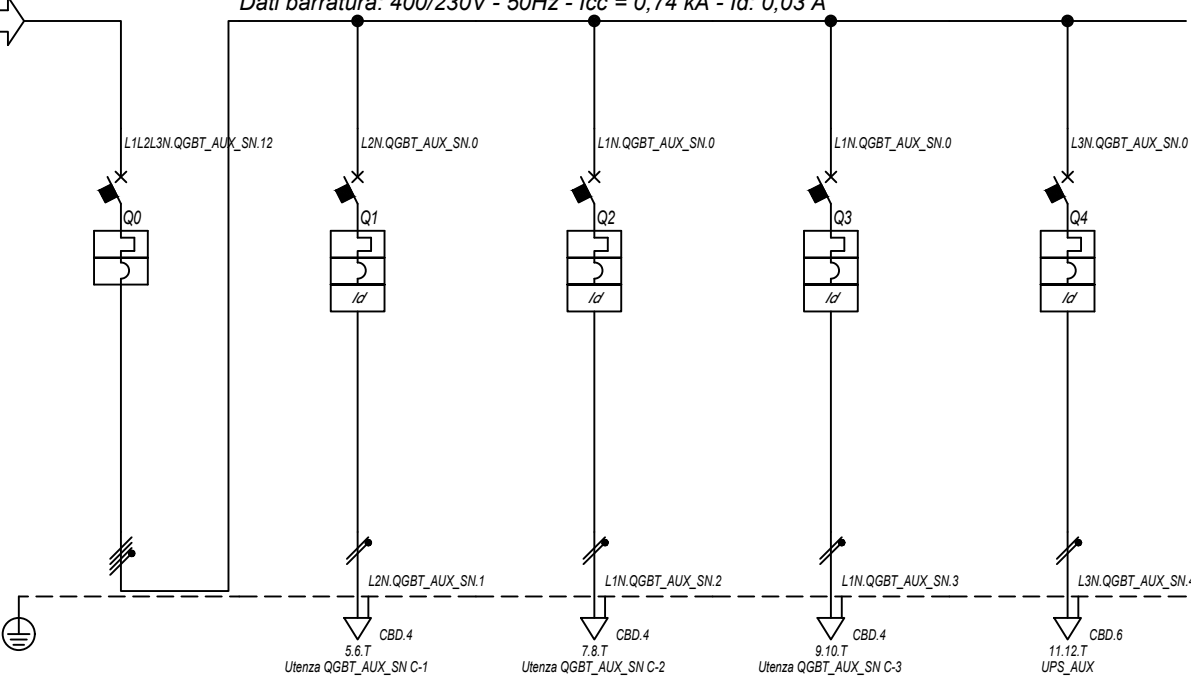 Dati barratura: 400/230V - 50Hz - Icc = 0,74 kA - Id: 0,03 A
L1L2L3N.QGBT_AUX_SN.12
L2N.QGBT_AUX_SN.0
L1N.QGBT_AUX_SN.0
L1N.QGBT_AUX_SN.0
L3N.QGBT_AUX_SN.0
Q0
Q1
Q2
Q3
Q4
Id
Id
Id
Id
L2N.QGBT_AUX_SN.1
L1N.QGBT_AUX_SN.2
L1N.QGBT_AUX_SN.3
L3N.QGBT_AUX_SN.4
CBD.4
CBD.4
CBD.4
CBD.6
5.6.T
7.8.T
9.10.T
11.12.T
Utenza QGBT_AUX_SN C-1
Utenza QGBT_AUX_SN C-2
Utenza QGBT_AUX_SN C-3
UPS_AUX